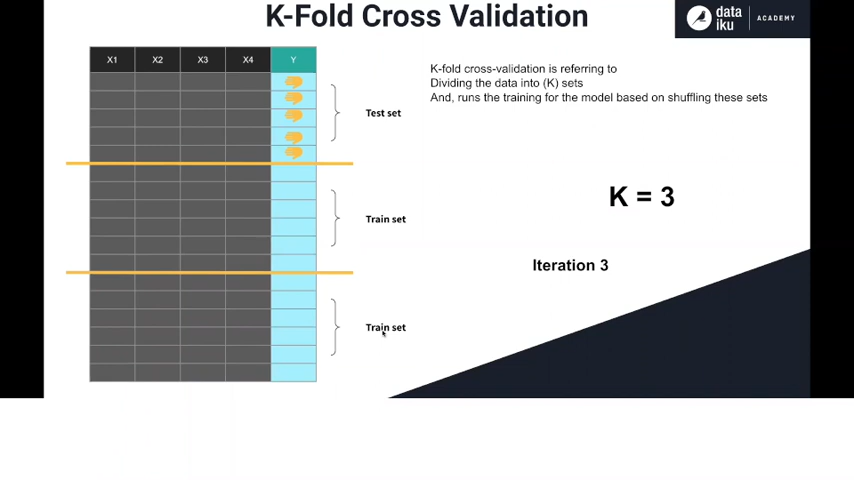 K-Fold Cross Validation
data
iku
ACADEMY
X1 X2 X3 X4 Y
K-fold cross-validation is referring to
Dividing the data into (K) sets
And, runs the training for the model based on shuffling these sets
Test set
K = 3
Train set
Iteration 3
Train set